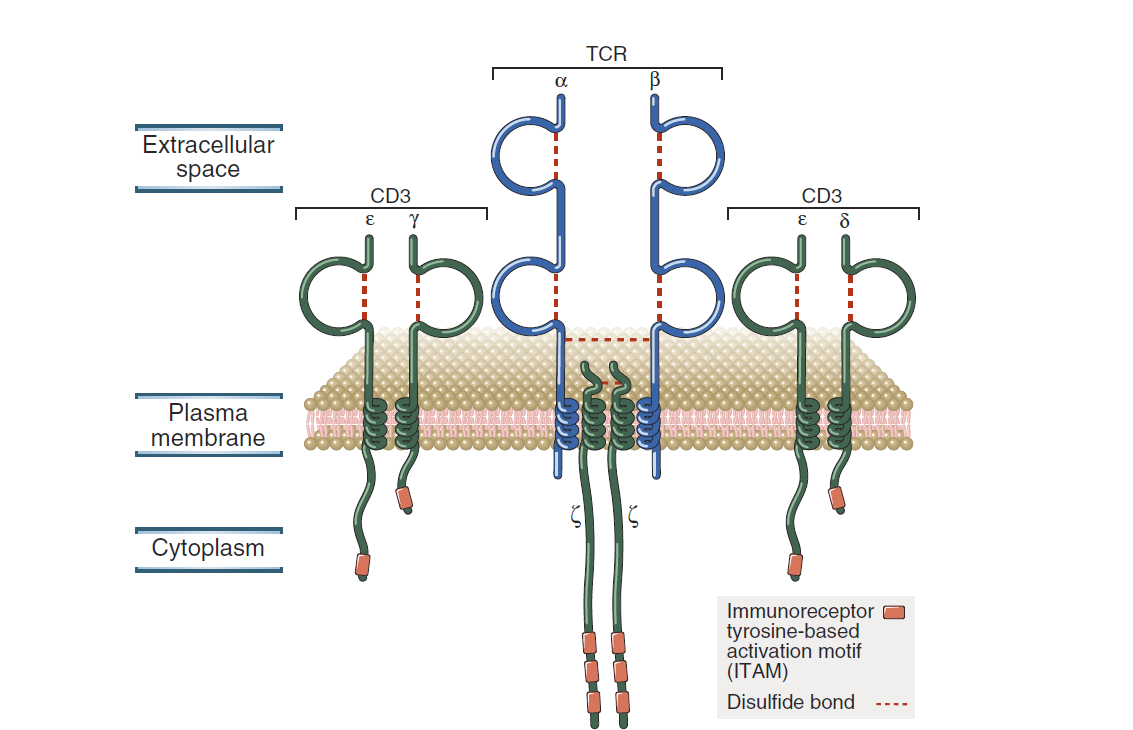 TCR
α β
Extracellular
space
CD3
ε γ
CD3
ε δ
Plasma
membrane
ζ ζ
Cytoplasm
Immunoreceptor
tyrosine-based
activation motif
(ITAM)
Disulfide bond